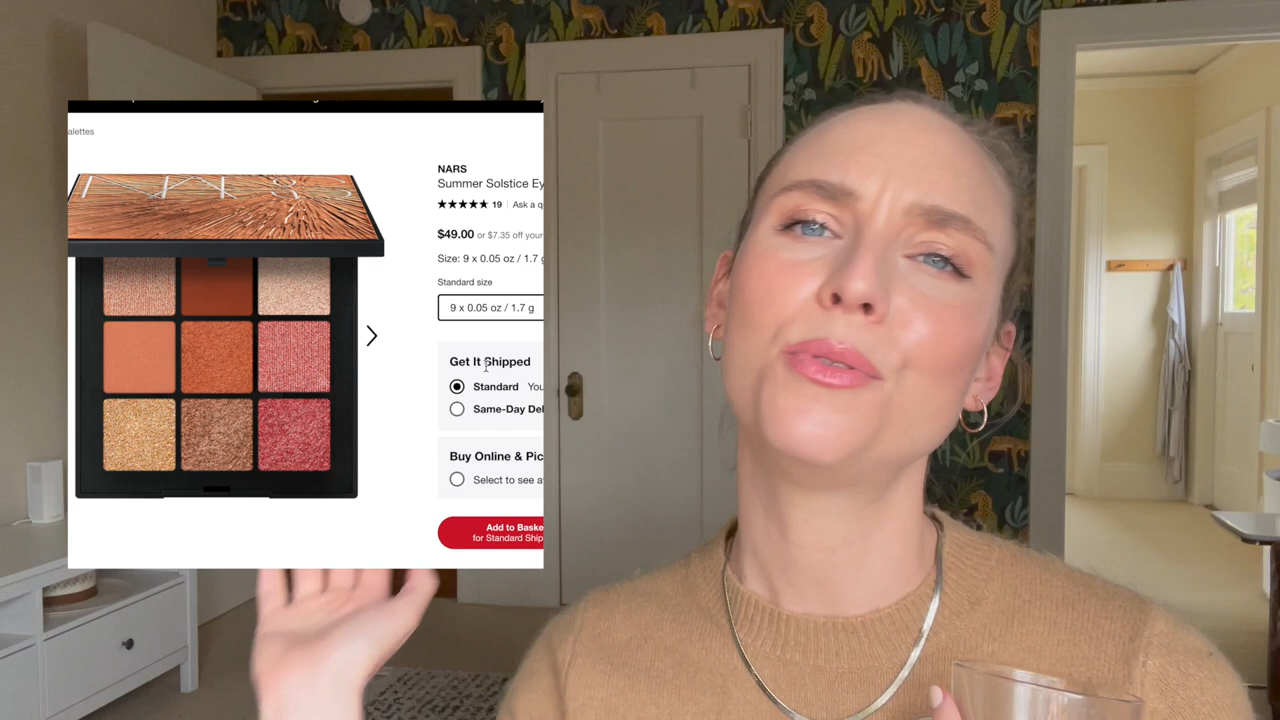 alettes
NARS
NARS
Summer Solstice Ey
19 | Ask a q
$49.00 or $7.35 off your
Size: 9 x 0.05 oz / 1.7 g
Standard size
9 x 0.05 oz / 1.7 g
Get It Shipped
Standard You
Same-Day Del
Buy Online & Pic
Select to see a
Add to Baske
for Standard Ship